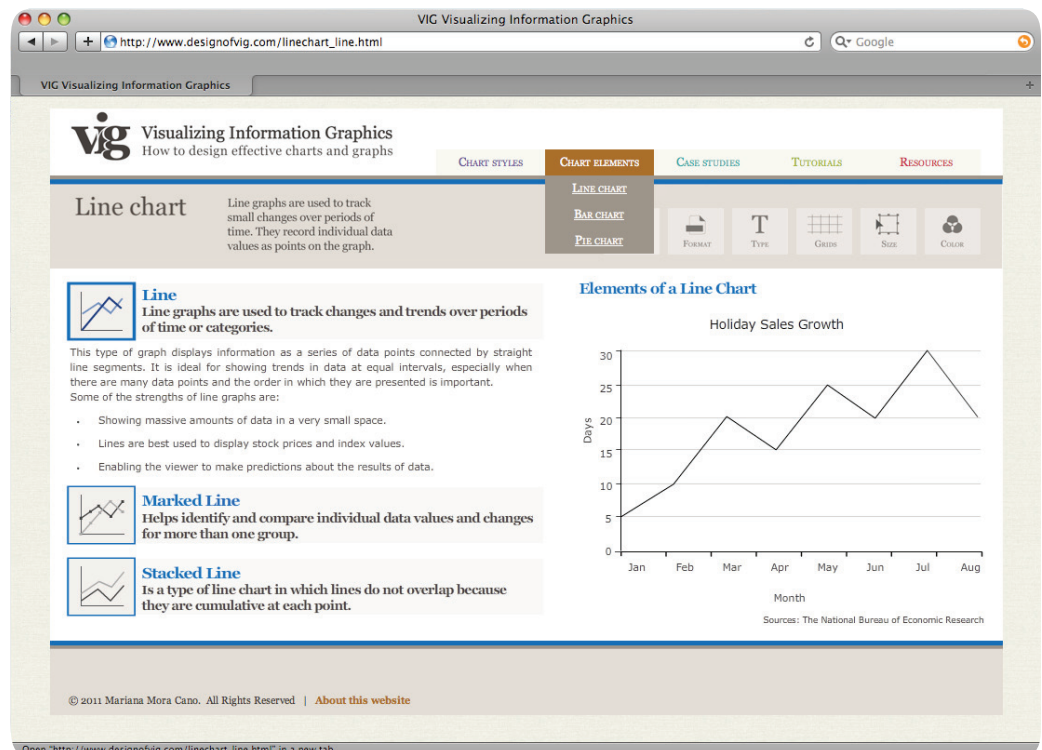 VIG Visualizing Information Graphics
http://www.designofvig.com/linechart_line.html
Google
VIG Visualizing Information Graphics
vig
Visualizing Information Graphics
How to design effective charts and graphs
CHART STYLES
CHART ELEMENTS
CASE STUDIES
TUTORIALS
RESOURCES
LINE CHART
BAR CHART
PIE CHART
Line chart
Line graphs are used to track
small changes over periods of
time. They record individual data
values as points on the graph.
FORMAT
T
TYPE
GRIDS
SIZE
COLOR
Line
Line graphs are used to track changes and trends over periods
of time or categories.
This type of graph displays information as a series of data points connected by straight
line segments. It is ideal for showing trends in data at equal intervals, especially when
there are many data points and the order in which they are presented is important.
Some of the strengths of line graphs are:
• Showing massive amounts of data in a very small space.
• Lines are best used to display stock prices and index values.
• Enabling the viewer to make predictions about the results of data.
Marked Line
Helps identify and compare individual data values and changes
for more than one group.
Stacked Line
Is a type of line chart in which lines do not overlap because
they are cumulative at each point.
Elements of a Line Chart
Holiday Sales Growth
30
25
20
15
10
5
0
Days
Jan Feb Mar Apr May Jun Jul Aug
Month
Sources: The National Bureau of Economic Research
© 2011 Mariana Mora Cano. All Rights Reserved | About this website
Open "http://www.designofvig.com/linechart_line.html" in a new tab